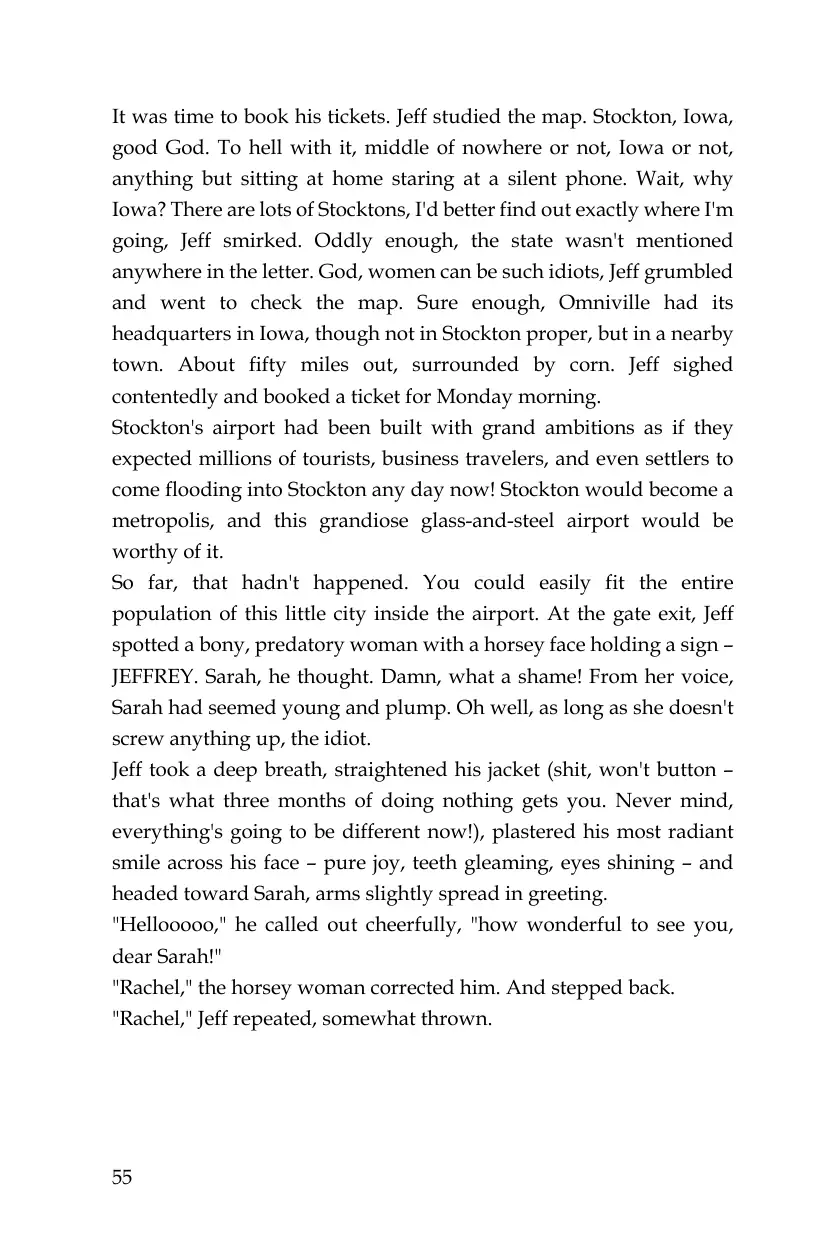 It was time to book his tickets. Jeff studied the map. Stockton, Iowa,
good God. To hell with it, middle of nowhere or not, Iowa or not,
anything but sitting at home staring at a silent phone. Wait, why
Iowa? There are lots of Stocktons, I'd better find out exactly where I'm
going, Jeff smirked. Oddly enough, the state wasn't mentioned
anywhere in the letter. God, women can be such idiots, Jeff grumbled
and went to check the map. Sure enough, Omniville had its
headquarters in Iowa, though not in Stockton proper, but in a nearby
town. About fifty miles out, surrounded by corn. Jeff sighed
contentedly and booked a ticket for Monday morning.
Stockton's airport had been built with grand ambitions as if they
expected millions of tourists, business travelers, and even settlers to
come flooding into Stockton any day now! Stockton would become a
metropolis, and this grandiose glass-and-steel airport would be
worthy of it.
So far, that hadn't happened. You could easily fit the entire
population of this little city inside the airport. At the gate exit, Jeff
spotted a bony, predatory woman with a horsey face holding a sign –
JEFFREY. Sarah, he thought. Damn, what a shame! From her voice,
Sarah had seemed young and plump. Oh well, as long as she doesn't
screw anything up, the idiot.
Jeff took a deep breath, straightened his jacket (shit, won't button –
that's what three months of doing nothing gets you. Never mind,
everything's going to be different now!), plastered his most radiant
smile across his face – pure joy, teeth gleaming, eyes shining – and
headed toward Sarah, arms slightly spread in greeting.
"Hellooooo," he called out cheerfully, "how wonderful to see you,
dear Sarah!"
"Rachel," the horsey woman corrected him. And stepped back.
"Rachel," Jeff repeated, somewhat thrown.
55